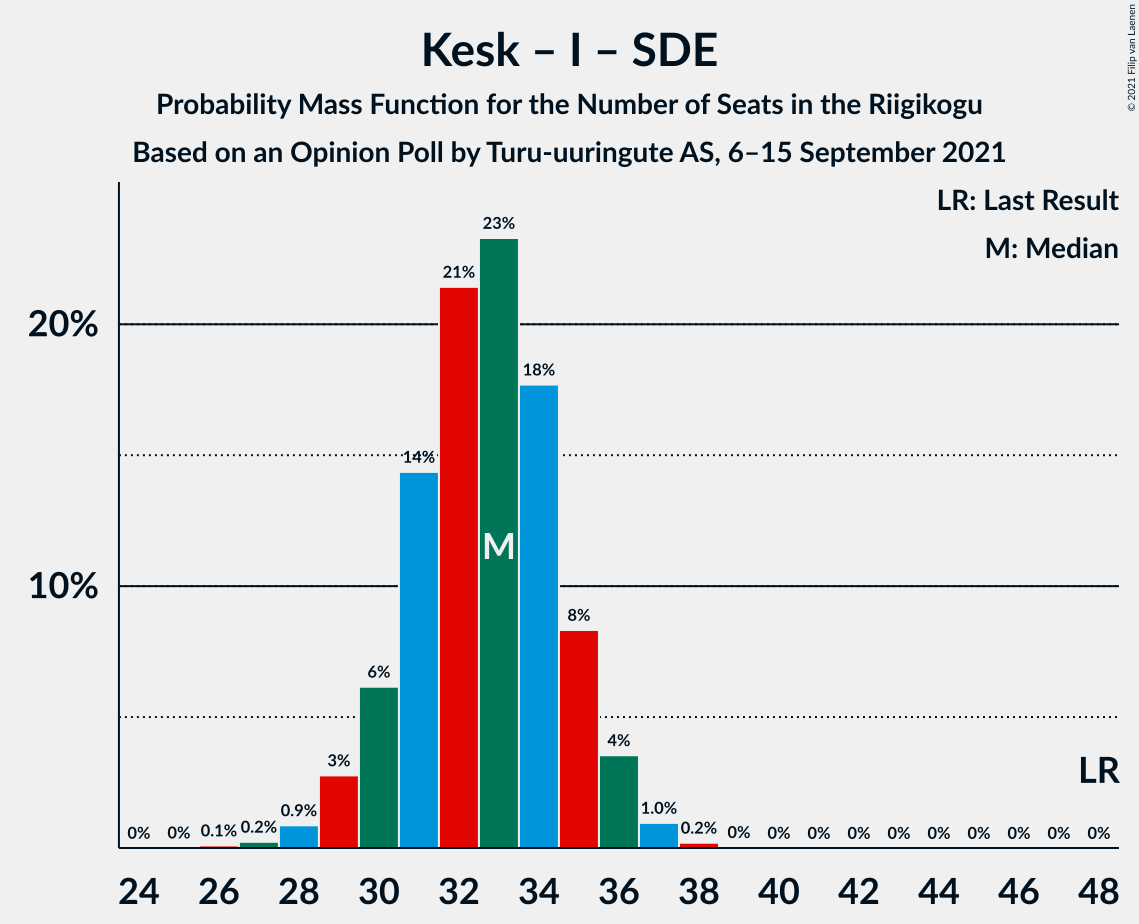 Kesk – I – SDE
Probability Mass Function for the Number of Seats in the Riigikogu
Based on an Opinion Poll by Turu-uuringute AS, 6–15 September 2021
© 2021 Filip van Laenen
LR: Last Result
M: Median
23%
21%
20%
18%
14%
M
10%
8%
6%
4%
3%
LR
0% 0% 0.1% 0.2% 0.9% 1.0% 0.2% 0% 0% 0% 0% 0% 0% 0% 0% 0% 0%
24 26 28 30 32 34 36 38 40 42 44 46 48